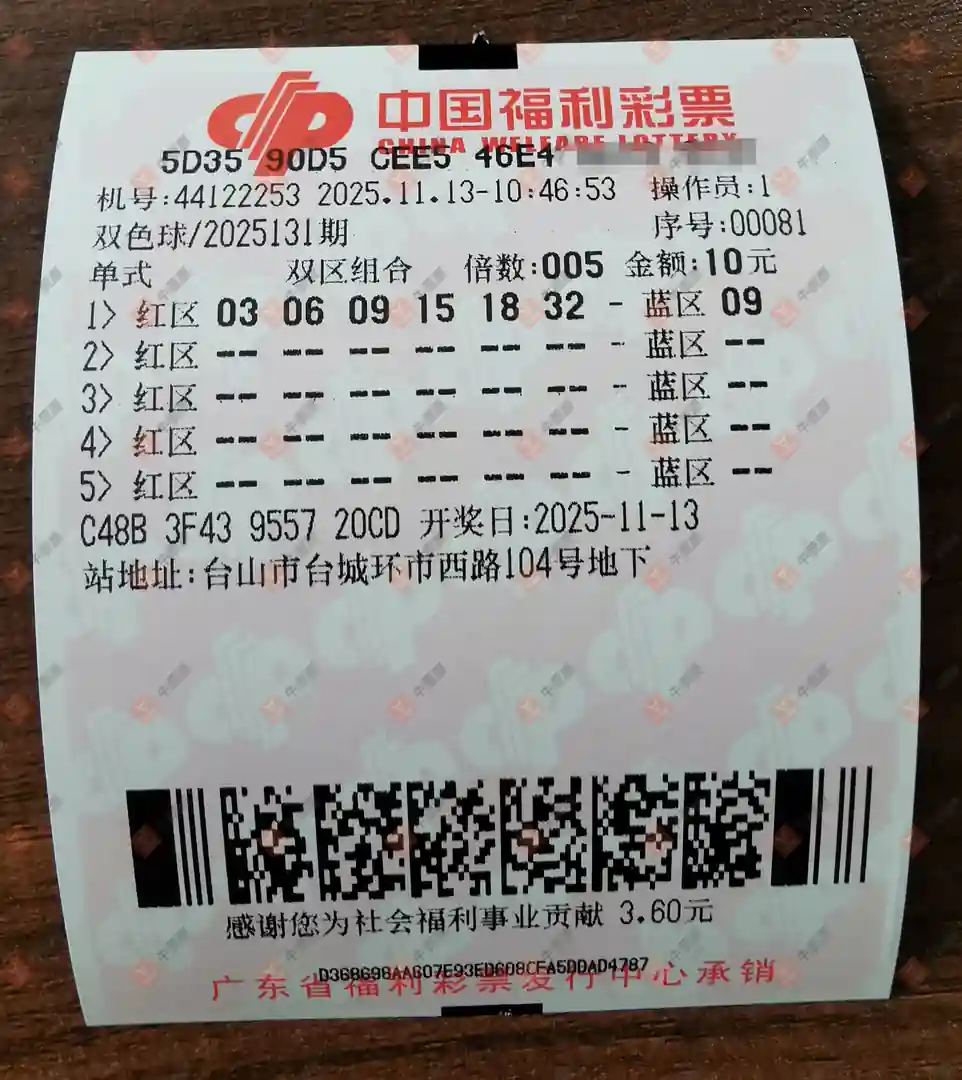 中国福利彩票
CHINA WELFARE LOTTERY
5D35 90D5 CEE5 46E4
机号:44122253 2025.11.13-10:46:53 操作员:1
双色球/2025131期 序号:00081
单式 双区组合 倍数:005 金额:10元
1> 红区 03 06 09 15 18 32 - 蓝区 09
2> 红区 -- -- -- -- -- -- - 蓝区 --
3> 红区 -- -- -- -- -- -- - 蓝区 --
4> 红区 -- -- -- -- -- -- - 蓝区 --
5> 红区 -- -- -- -- -- -- - 蓝区 --
C48B 3F43 9557 20CD 开奖日:2025-11-13
站地址:台山市台城环市西路104号地下
感谢您为社会福利事业贡献 3.60元
广东省福利彩票发行中心承销